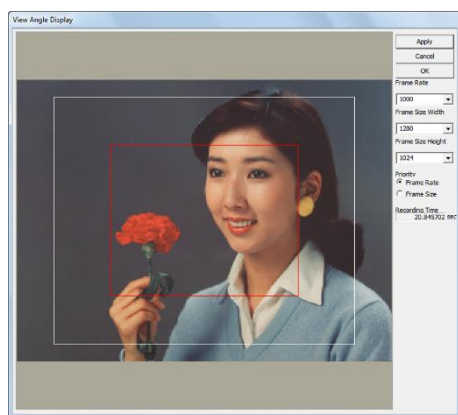 View Angle Display
Apply
Cancel
OK
Frame Rate
1000
Frame Size Width
1280
Frame Size Height
1024
Priority
Frame Rate
Frame Size
Recording Time...
20.845702 sec